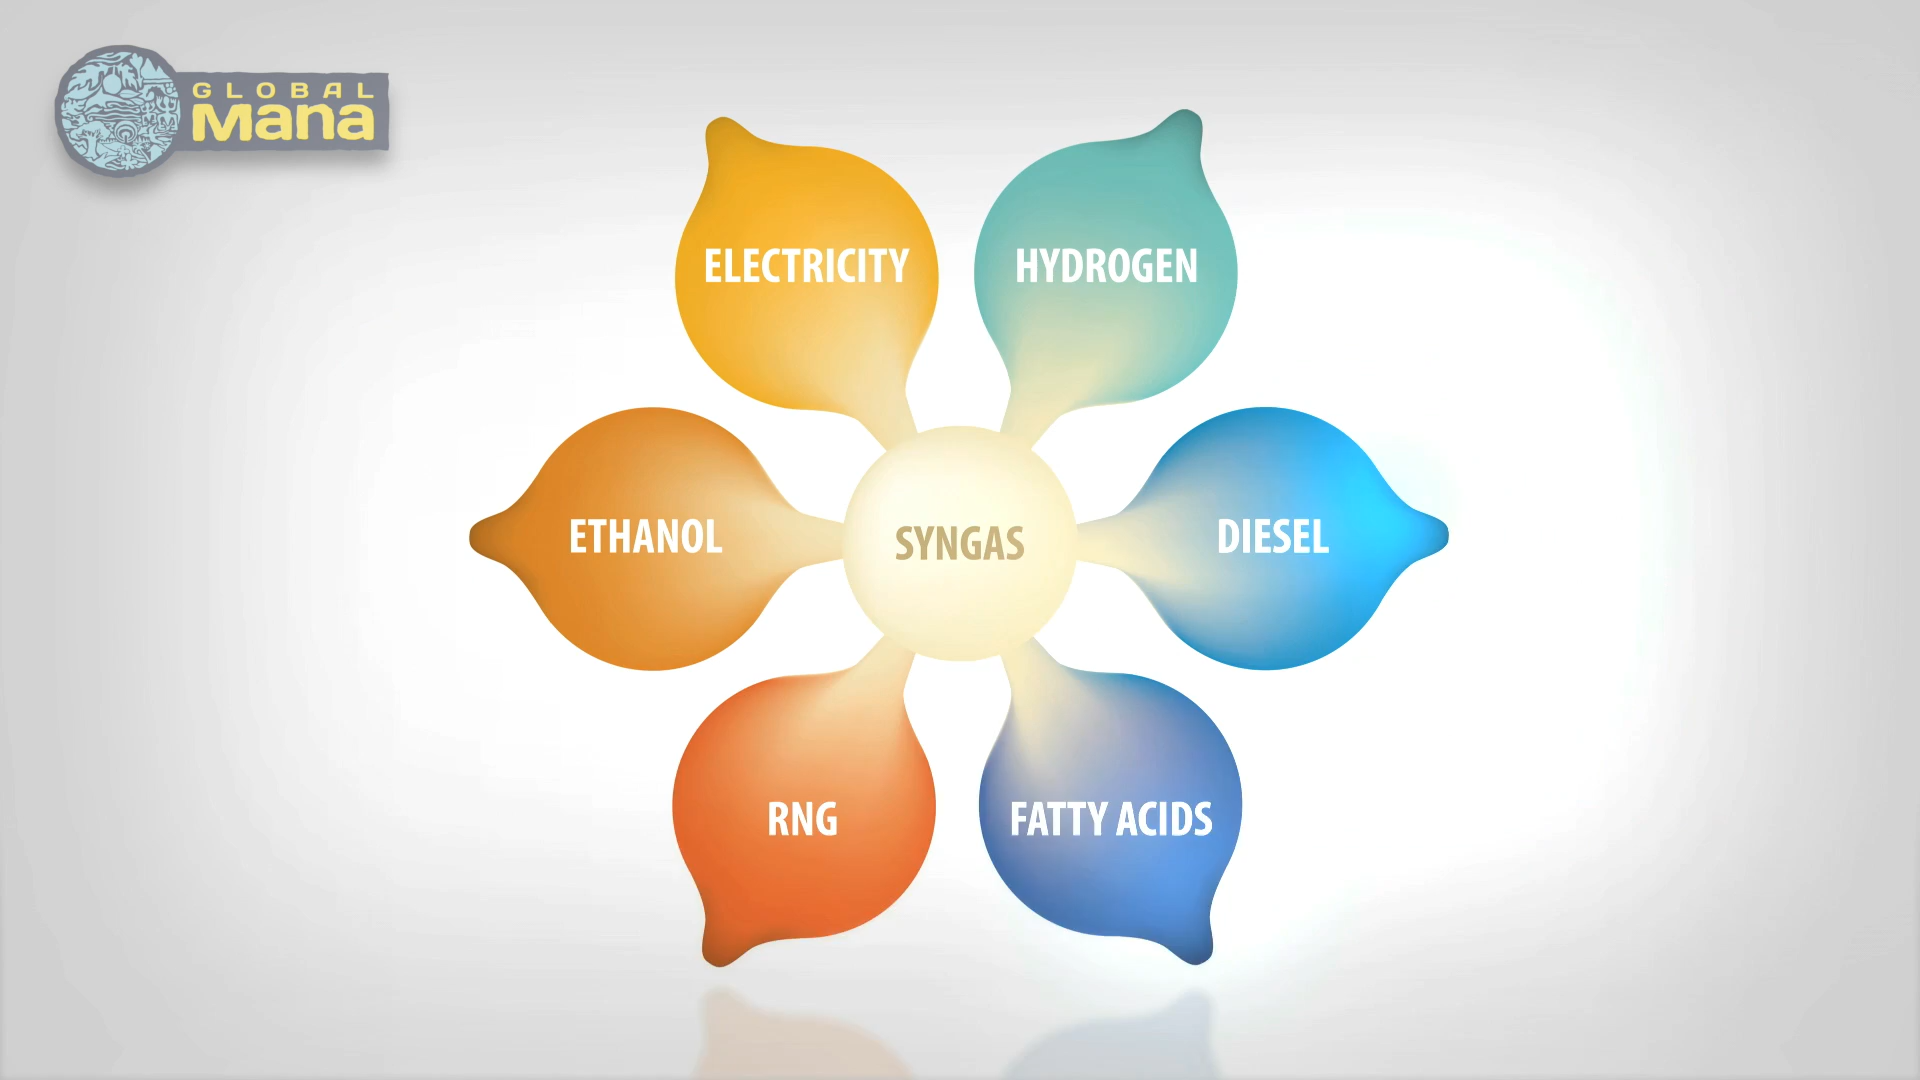 GLOBAL
Mana
ELECTRICITY
HYDROGEN
ETHANOL
SYNGAS
DIESEL
RNG
FATTY ACIDS